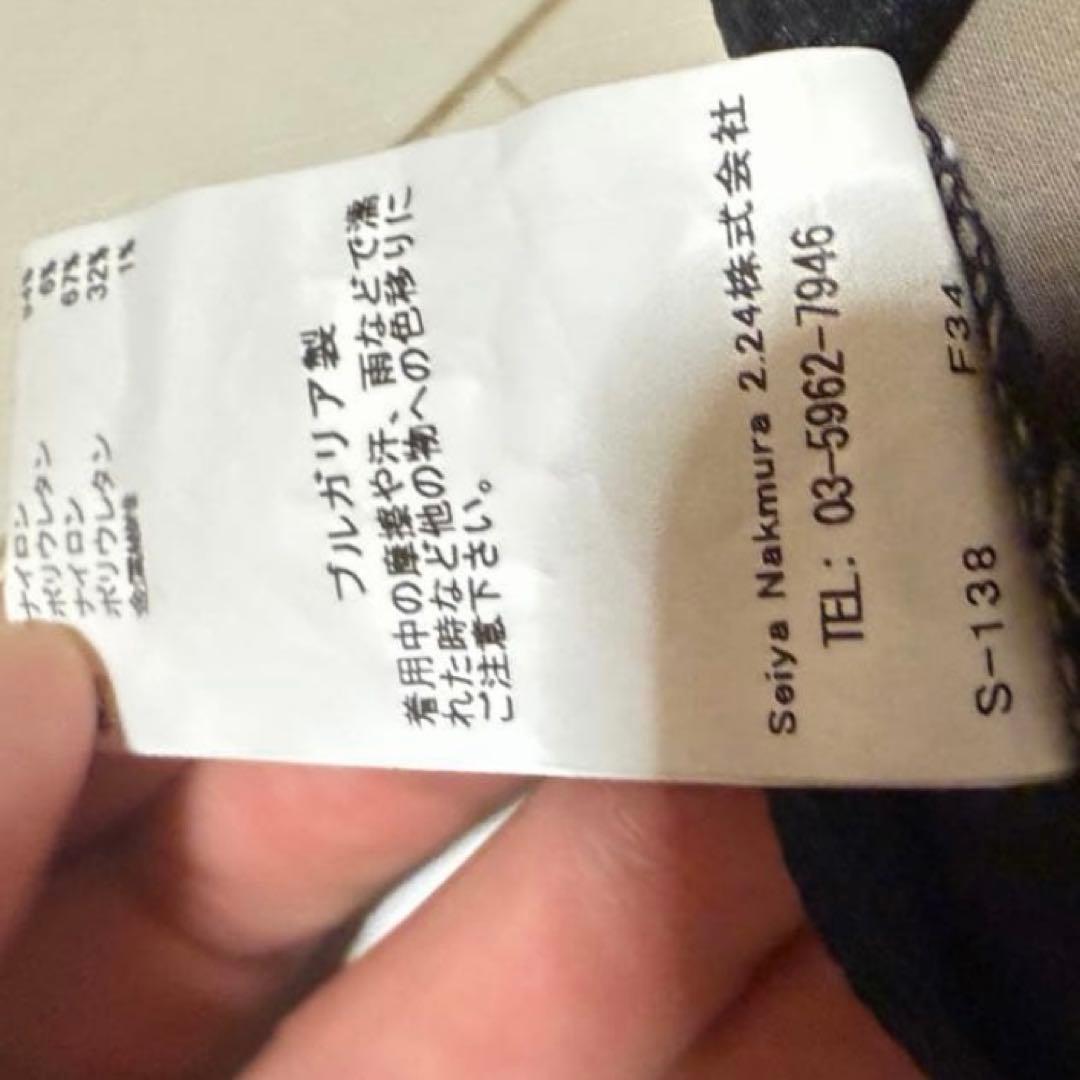 ナイロン 94%
ポリウレタン 6%
ナイロン 67%
ポリウレタン 32%
1%
ブルガリア製
着用中の摩擦や汗、雨などで濡
れた時など他の物への色移りに
ご注意下さい。
Seiya Nakmura 2.24株式会社
TEL: 03-5962-7946
S-138 F34